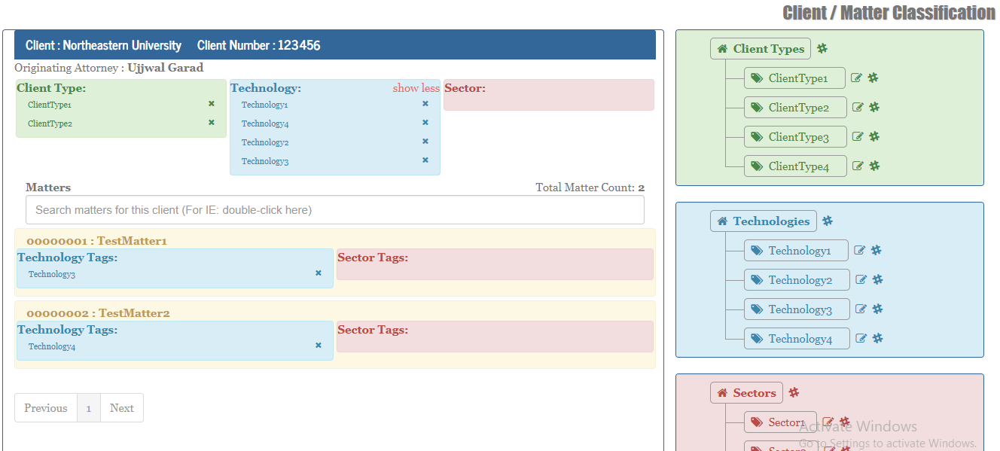 Client / Matter Classification
Client : Northeastern University Client Number : 123456
Originating Attorney : Ujjwal Garad
Client Type:
ClientType1
ClientType2
Technology: show less
Technology1
Technology4
Technology2
Technology3
Sector:
Matters Total Matter Count: 2
Search matters for this client (For IE: double-click here)
00000001 : TestMatter1
Technology Tags:
Technology3
Sector Tags:
00000002 : TestMatter2
Technology Tags:
Technology4
Sector Tags:
Previous 1 Next
Client Types
ClientType1
ClientType2
ClientType3
ClientType4
Technologies
Technology1
Technology2
Technology3
Technology4
Sectors
Sector1
Sector2
Activate Windows
Go to Settings to activate Windows.